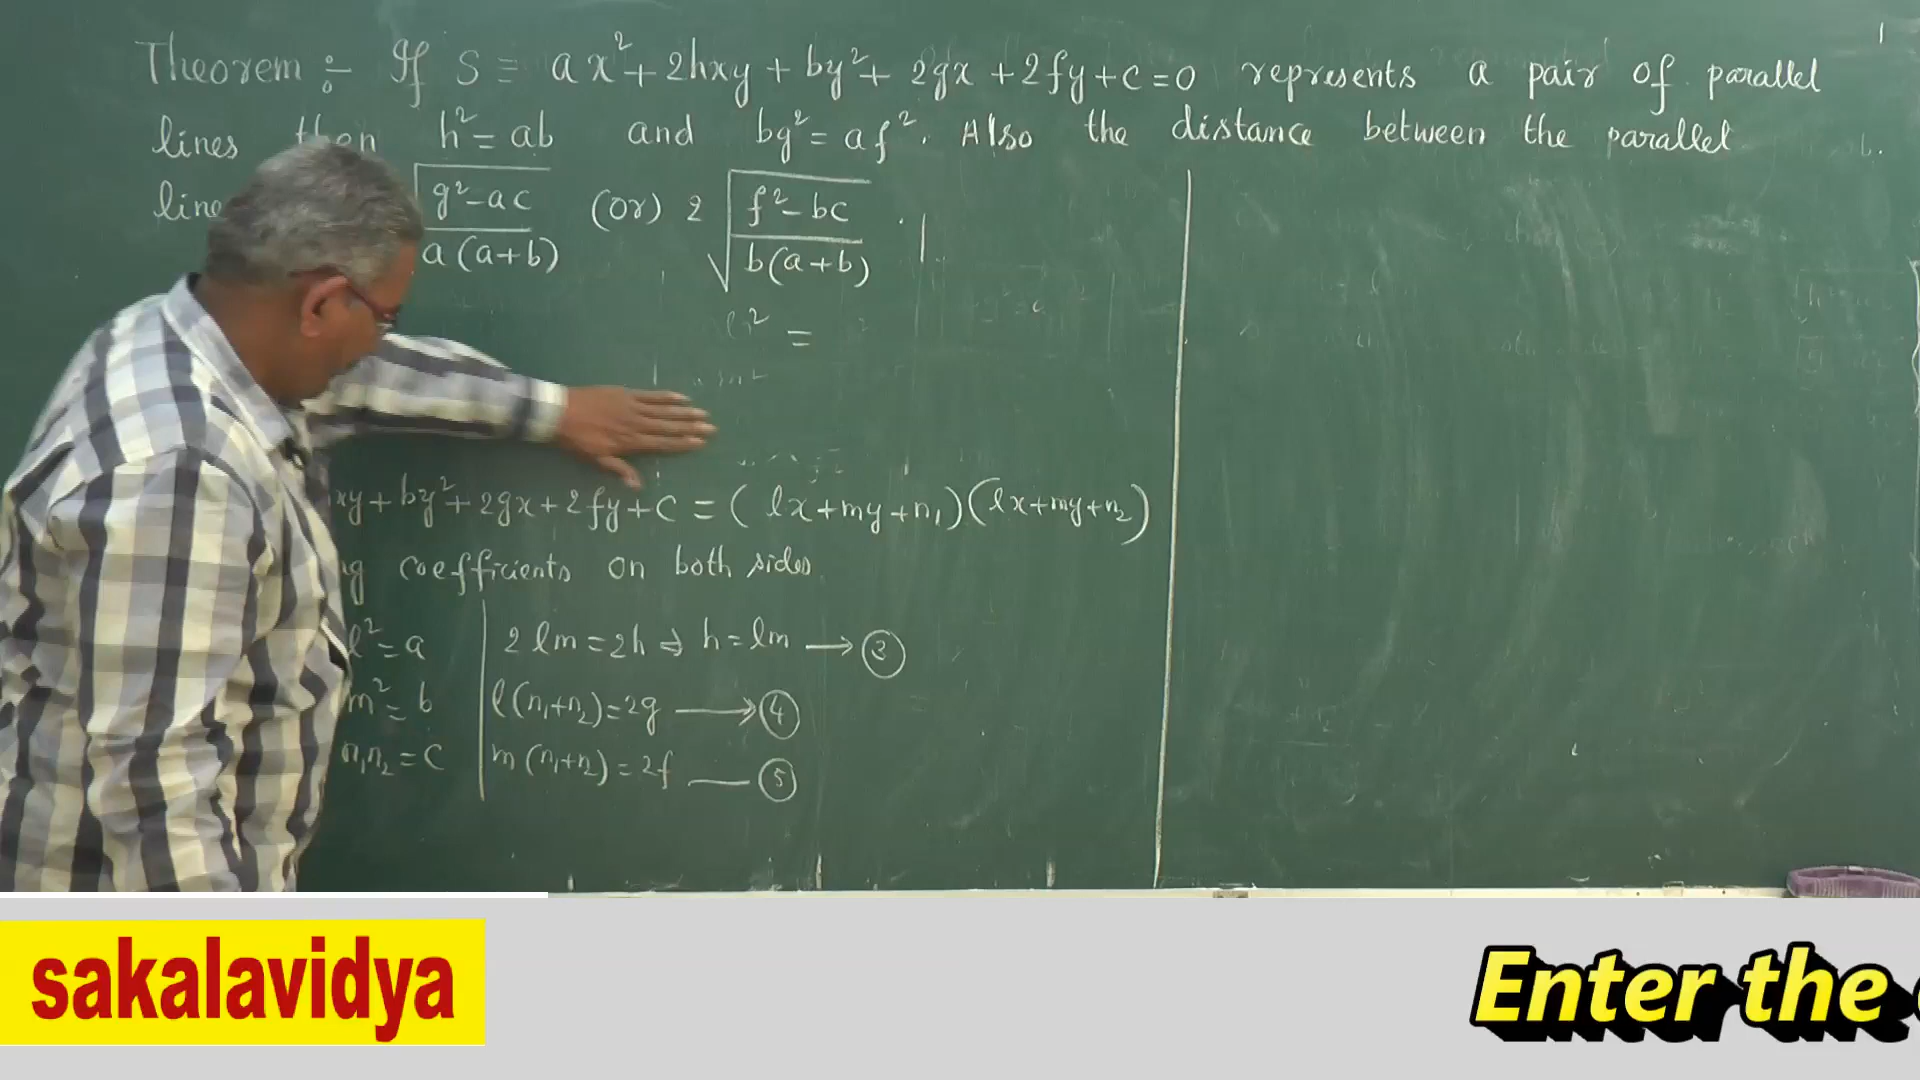 Theorem :- If S ≡ ax²+2hxy+by²+2gx+2fy+c=0 represents a pair of parallel
lines then h²=ab and bg²=af². Also the distance between the parallel
line √(g²-ac / a(a+b)) (or) 2√(f²-bc / b(a+b)).
h² =
xy+by²+2gx+2fy+c=(lx+my+n₁)(lx+my+n₂)
coefficients on both sides
l²=a
m²=b
n₁n₂=c
2lm=2h ⇒ h=lm → ③
l(n₁+n₂)=2g → ④
m(n₁+n₂)=2f — ⑤
sakalavidya
Enter the